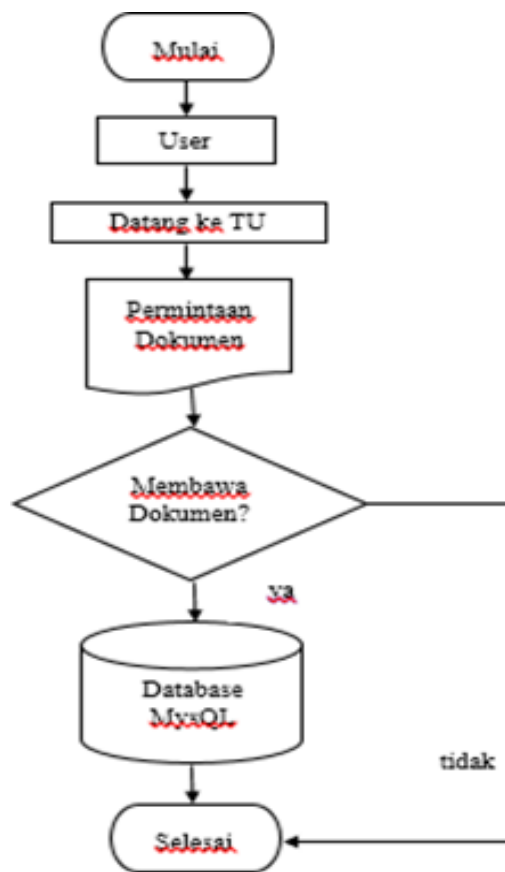 Mulai
User
Datang ke TU
Permintaan
Dokumen
Membawa
Dokumen?
ya
Database
MysQL
tidak
Selesai